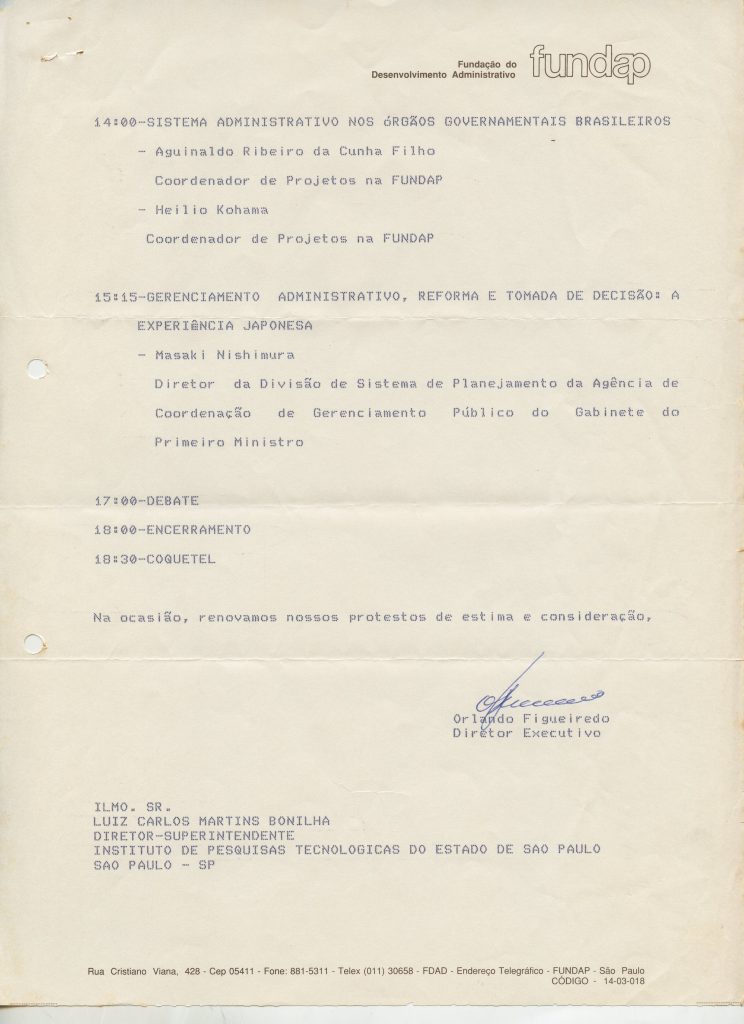 Fundação do
Desenvolvimento Administrativo
fundap
14:00-SISTEMA ADMINISTRATIVO NOS óRGÃOS GOVERNAMENTAIS BRASILEIROS
- Aguinaldo Ribeiro da Cunha Filho
Coordenador de Projetos na FUNDAP
- Heilio Kohama
Coordenador de Projetos na FUNDAP
15:15-GERENCIAMENTO ADMINISTRATIVO, REFORMA E TOMADA DE DECISÃO: A
EXPERIêNCIA JAPONESA
- Masaki Nishimura
Diretor da Divisão de Sistema de Planejamento da Agência de
Coordenação de Gerenciamento Público do Gabinete do
Primeiro Ministro
17:00-DEBATE
18:00-ENCERRAMENTO
18:30-COQUETEL
Na ocasião, renovamos nossos protestos de estima e consideração,
Orlando Figueiredo
Diretor Executivo
ILMO. SR.
LUIZ CARLOS MARTINS BONILHA
DIRETOR-SUPERINTENDENTE
INSTITUTO DE PESQUISAS TECNOLOGICAS DO ESTADO DE SAO PAULO
SAO PAULO - SP
Rua Cristiano Viana, 428 - Cep 05411 - Fone: 881-5311 - Telex (011) 30658 - FDAD - Endereço Telegráfico - FUNDAP - São Paulo
CÓDIGO - 14-03-018